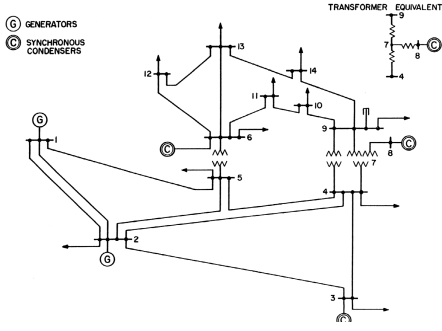 TRANSFORMER EQUIVALENT
G GENERATORS
C SYNCHRONOUS
CONDENSERS
9
7
C
8
4
13
14
12
11
10
6
9
C
C
8
7
G
1
5
4
2
G
3
C